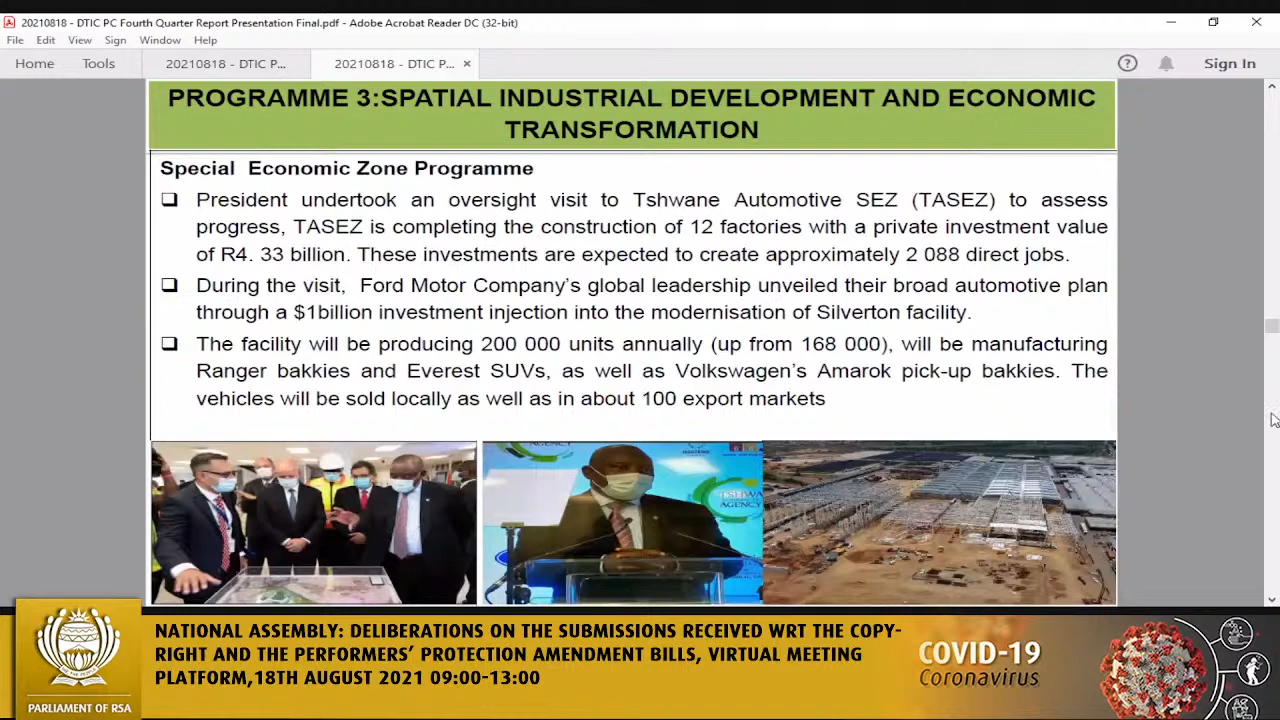 20210818 - DTIC PC Fourth Quarter Report Presentation Final.pdf - Adobe Acrobat Reader DC (32-bit)
File Edit View Sign Window Help
Home Tools 20210818 - DTIC P... 20210818 - DTIC P... × Sign In
PROGRAMME 3:SPATIAL INDUSTRIAL DEVELOPMENT AND ECONOMIC
TRANSFORMATION
Special Economic Zone Programme
President undertook an oversight visit to Tshwane Automotive SEZ (TASEZ) to assess
progress, TASEZ is completing the construction of 12 factories with a private investment value
of R4. 33 billion. These investments are expected to create approximately 2 088 direct jobs.
During the visit, Ford Motor Company's global leadership unveiled their broad automotive plan
through a $1billion investment injection into the modernisation of Silverton facility.
The facility will be producing 200 000 units annually (up from 168 000), will be manufacturing
Ranger bakkies and Everest SUVs, as well as Volkswagen's Amarok pick-up bakkies. The
vehicles will be sold locally as well as in about 100 export markets
AGENCY
AGENCY
NATIONAL ASSEMBLY: DELIBERATIONS ON THE SUBMISSIONS RECEIVED WRT THE COPY-
RIGHT AND THE PERFORMERS' PROTECTION AMENDMENT BILLS, VIRTUAL MEETING
PLATFORM,18TH AUGUST 2021 09:00-13:00
PARLIAMENT OF RSA
COVID-19
Coronavirus